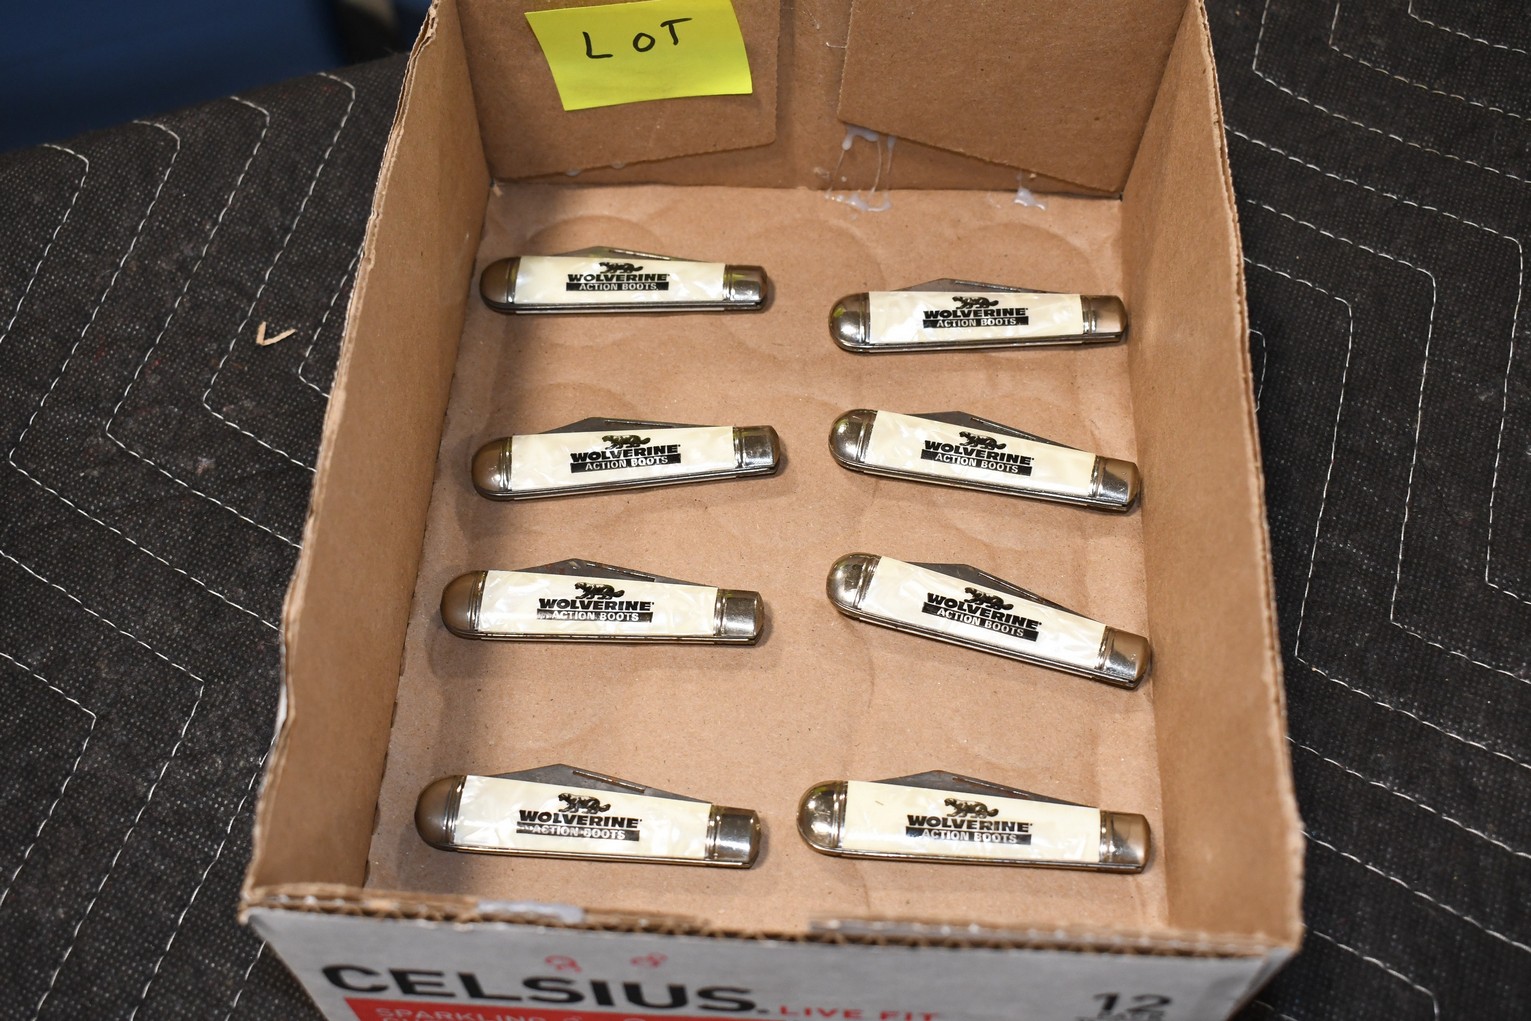 LOT
WOLVERINE
ACTION BOOTS
WOLVERINE
ACTION BOOTS
WOLVERINE
ACTION BOOTS
WOLVERINE
ACTION BOOTS
WOLVERINE
ACTION BOOTS
WOLVERINE
ACTION BOOTS
WOLVERINE
ACTION BOOTS
WOLVERINE
ACTION BOOTS
CELSIUS. LIVE FIT
12
SPARKLING